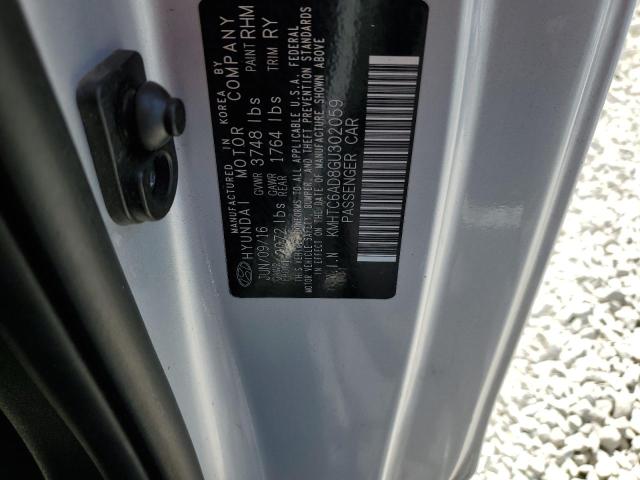 MANUFACTURED IN KOREA BY
HYUNDAI MOTOR COMPANY
JUN/09/16 GVWR 3748 lbs PAINT RHM
2072 lbs GAWR REAR 1764 lbs TRIM RY
THIS VEHICLE CONFORMS TO ALL APPLICABLE U.S.A. FEDERAL
MOTOR VEHICLE SAFETY, BUMPER, AND THEFT PREVENTION STANDARDS
IN EFFECT ON THE DATE OF MANUFACTURE SHOWN ABOVE
V.I.N KMHTC6AD8GU302059
PASSENGER CAR